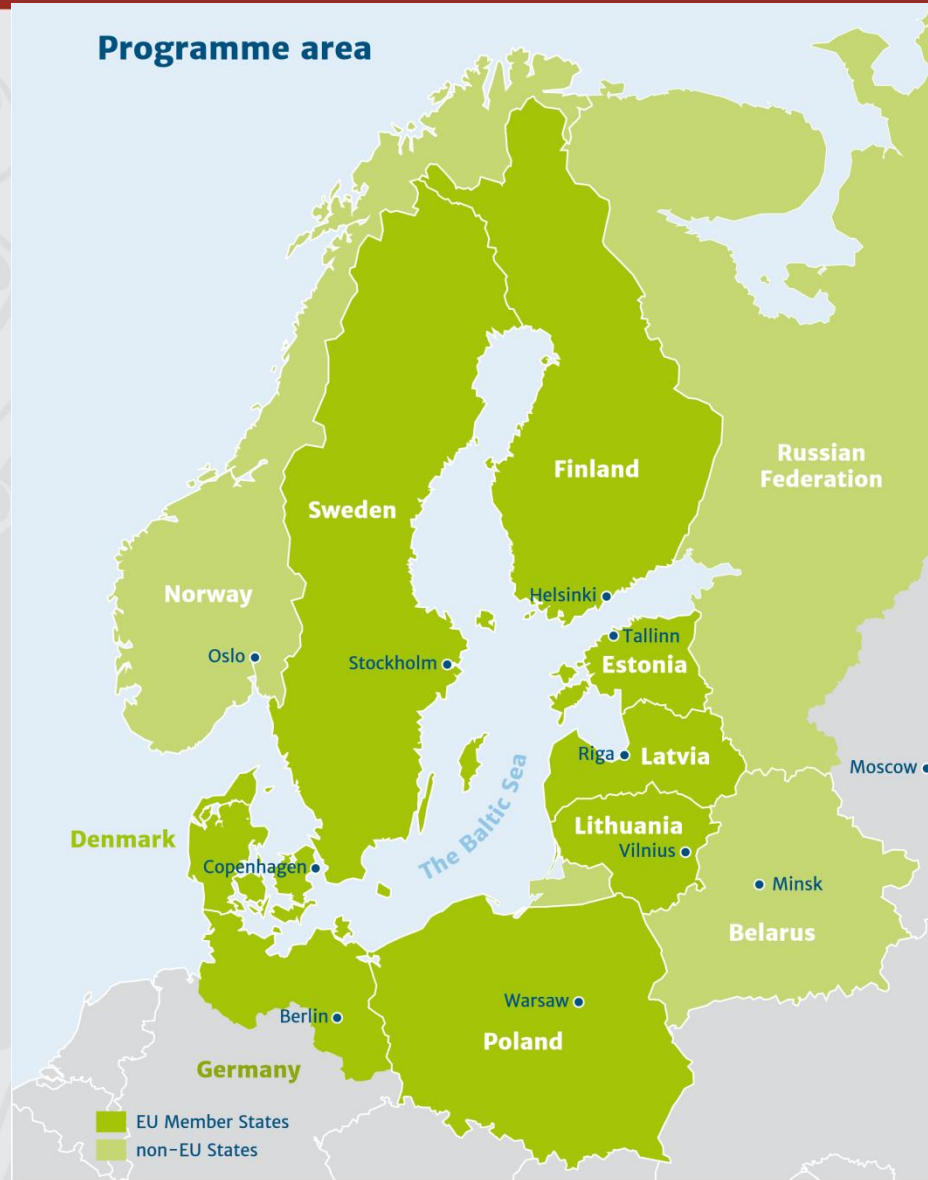 Programme area
Finland
Russian
Federation
Sweden
Norway
Helsinki
Tallinn
Oslo
Stockholm
Estonia
Riga
Latvia
Moscow
The Baltic Sea
Lithuania
Denmark
Vilnius
Copenhagen
Minsk
Belarus
Warsaw
Berlin
Poland
Germany
EU Member States
non-EU States